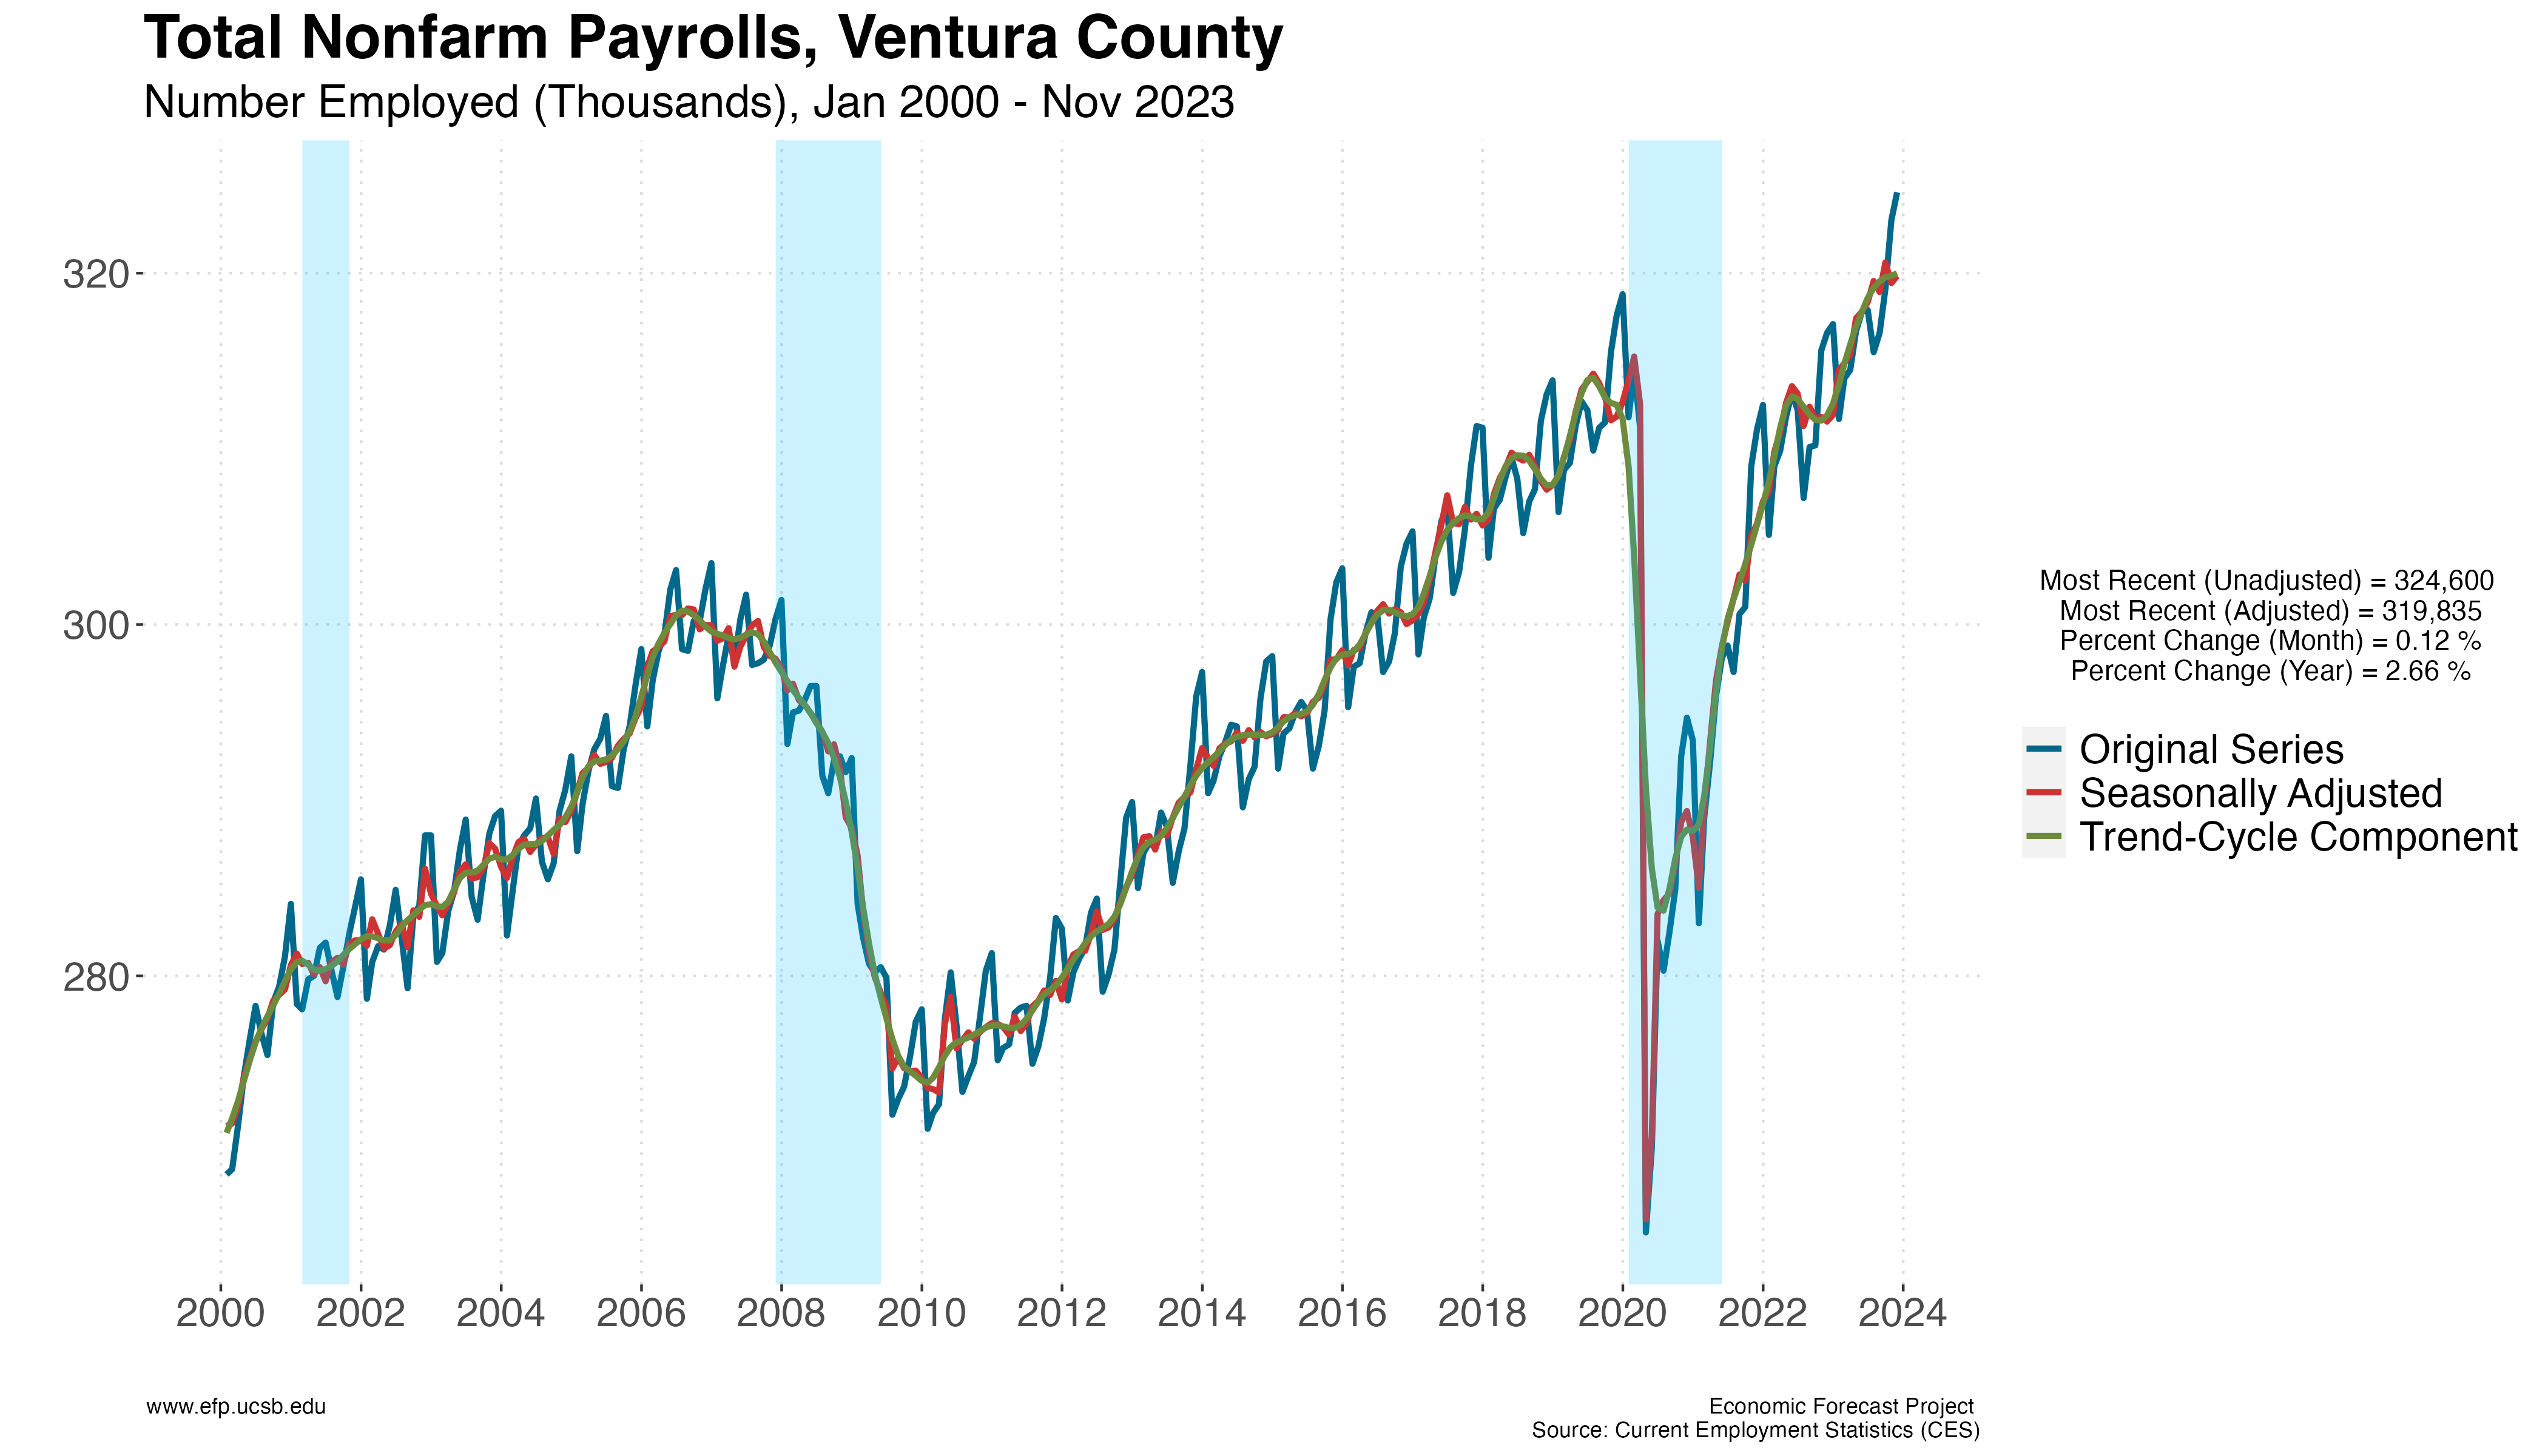 Total Nonfarm Payrolls, Ventura County
Number Employed (Thousands), Jan 2000 - Nov 2023
320
300
280
2000 2002 2004 2006 2008 2010 2012 2014 2016 2018 2020 2022 2024
Most Recent (Unadjusted) = 324,600
Most Recent (Adjusted) = 319,835
Percent Change (Month) = 0.12 %
Percent Change (Year) = 2.66 %
Original Series
Seasonally Adjusted
Trend-Cycle Component
www.efp.ucsb.edu
Economic Forecast Project
Source: Current Employment Statistics (CES)